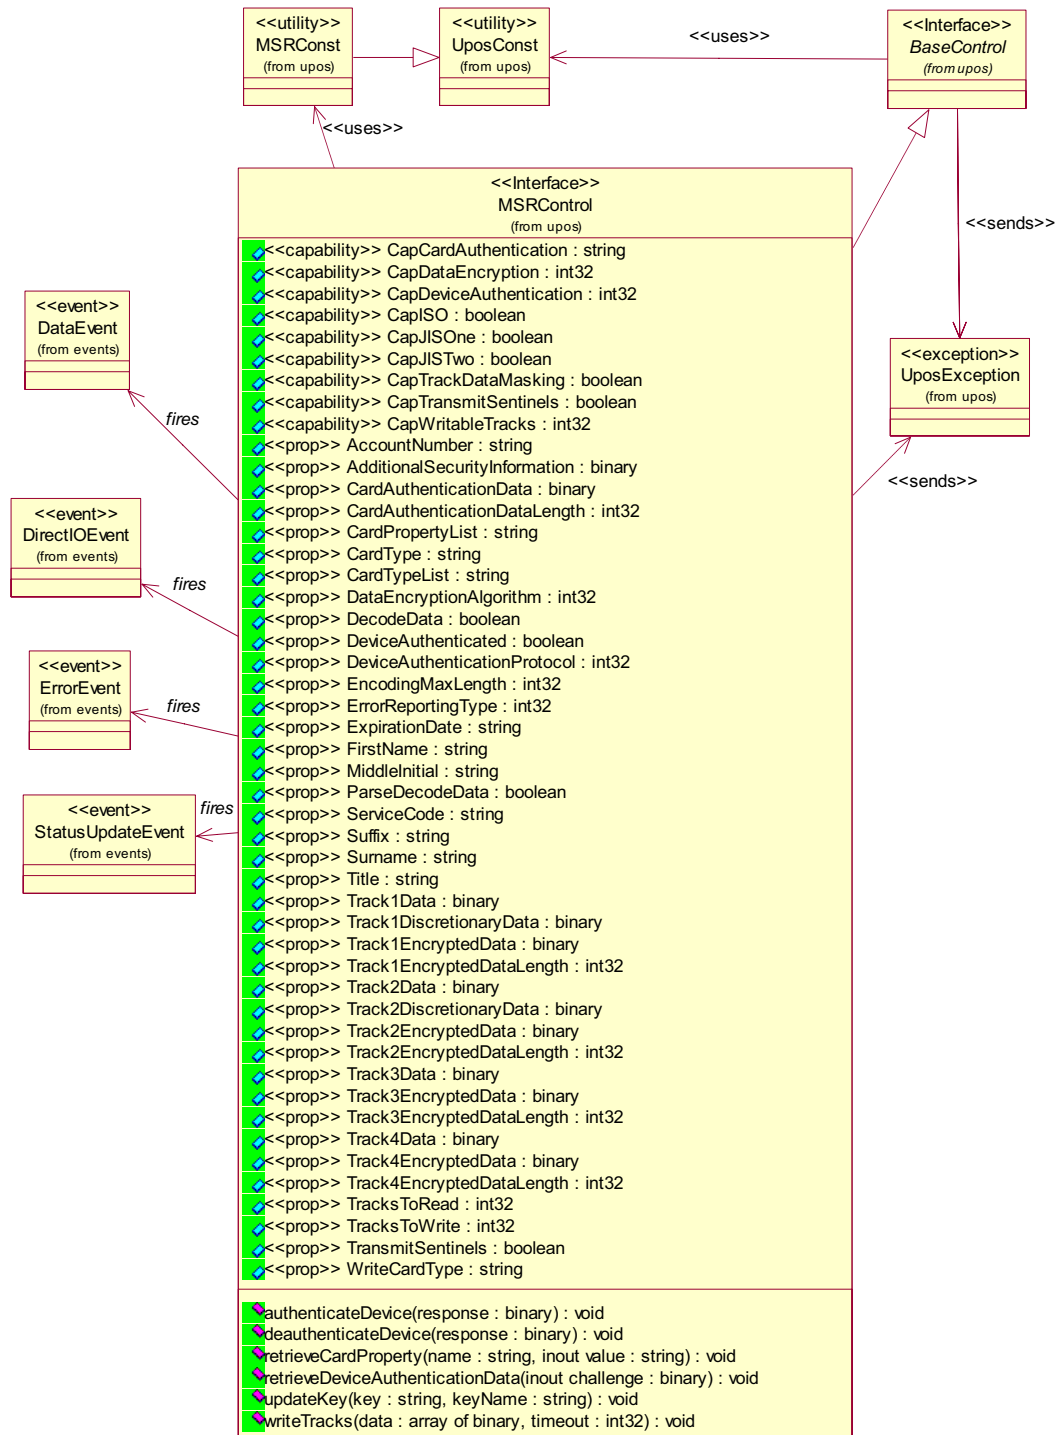 <<utility>>
MSRConst
(from upos)
<<utility>>
UposConst
(from upos)
<<uses>>
<<Interface>>
BaseControl
(from upos)
<<uses>>
<<sends>>
<<Interface>>
MSRControl
(from upos)
<<capability>> CapCardAuthentication : string
<<capability>> CapDataEncryption : int32
<<capability>> CapDeviceAuthentication : int32
<<capability>> CapISO : boolean
<<capability>> CapJISOne : boolean
<<capability>> CapJISTwo : boolean
<<capability>> CapTrackDataMasking : boolean
<<capability>> CapTransmitSentinels : boolean
<<capability>> CapWritableTracks : int32
<<prop>> AccountNumber : string
<<prop>> AdditionalSecurityInformation : binary
<<prop>> CardAuthenticationData : binary
<<prop>> CardAuthenticationDataLength : int32
<<prop>> CardPropertyList : string
<<prop>> CardType : string
<<prop>> CardTypeList : string
<<prop>> DataEncryptionAlgorithm : int32
<<prop>> DecodeData : boolean
<<prop>> DeviceAuthenticated : boolean
<<prop>> DeviceAuthenticationProtocol : int32
<<prop>> EncodingMaxLength : int32
<<prop>> ErrorReportingType : int32
<<prop>> ExpirationDate : string
<<prop>> FirstName : string
<<prop>> MiddleInitial : string
<<prop>> ParseDecodeData : boolean
<<prop>> ServiceCode : string
<<prop>> Suffix : string
<<prop>> Surname : string
<<prop>> Title : string
<<prop>> Track1Data : binary
<<prop>> Track1DiscretionaryData : binary
<<prop>> Track1EncryptedData : binary
<<prop>> Track1EncryptedDataLength : int32
<<prop>> Track2Data : binary
<<prop>> Track2DiscretionaryData : binary
<<prop>> Track2EncryptedData : binary
<<prop>> Track2EncryptedDataLength : int32
<<prop>> Track3Data : binary
<<prop>> Track3EncryptedData : binary
<<prop>> Track3EncryptedDataLength : int32
<<prop>> Track4Data : binary
<<prop>> Track4EncryptedData : binary
<<prop>> Track4EncryptedDataLength : int32
<<prop>> TracksToRead : int32
<<prop>> TracksToWrite : int32
<<prop>> TransmitSentinels : boolean
<<prop>> WriteCardType : string
authenticateDevice(response : binary) : void
deauthenticateDevice(response : binary) : void
retrieveCardProperty(name : string, inout value : string) : void
retrieveDeviceAuthenticationData(inout challenge : binary) : void
updateKey(key : string, keyName : string) : void
writeTracks(data : array of binary, timeout : int32) : void
<<event>>
DataEvent
(from events)
fires
<<event>>
DirectIOEvent
(from events)
fires
<<event>>
ErrorEvent
(from events)
fires
<<event>>
StatusUpdateEvent
(from events)
fires
<<exception>>
UposException
(from upos)
<<sends>>